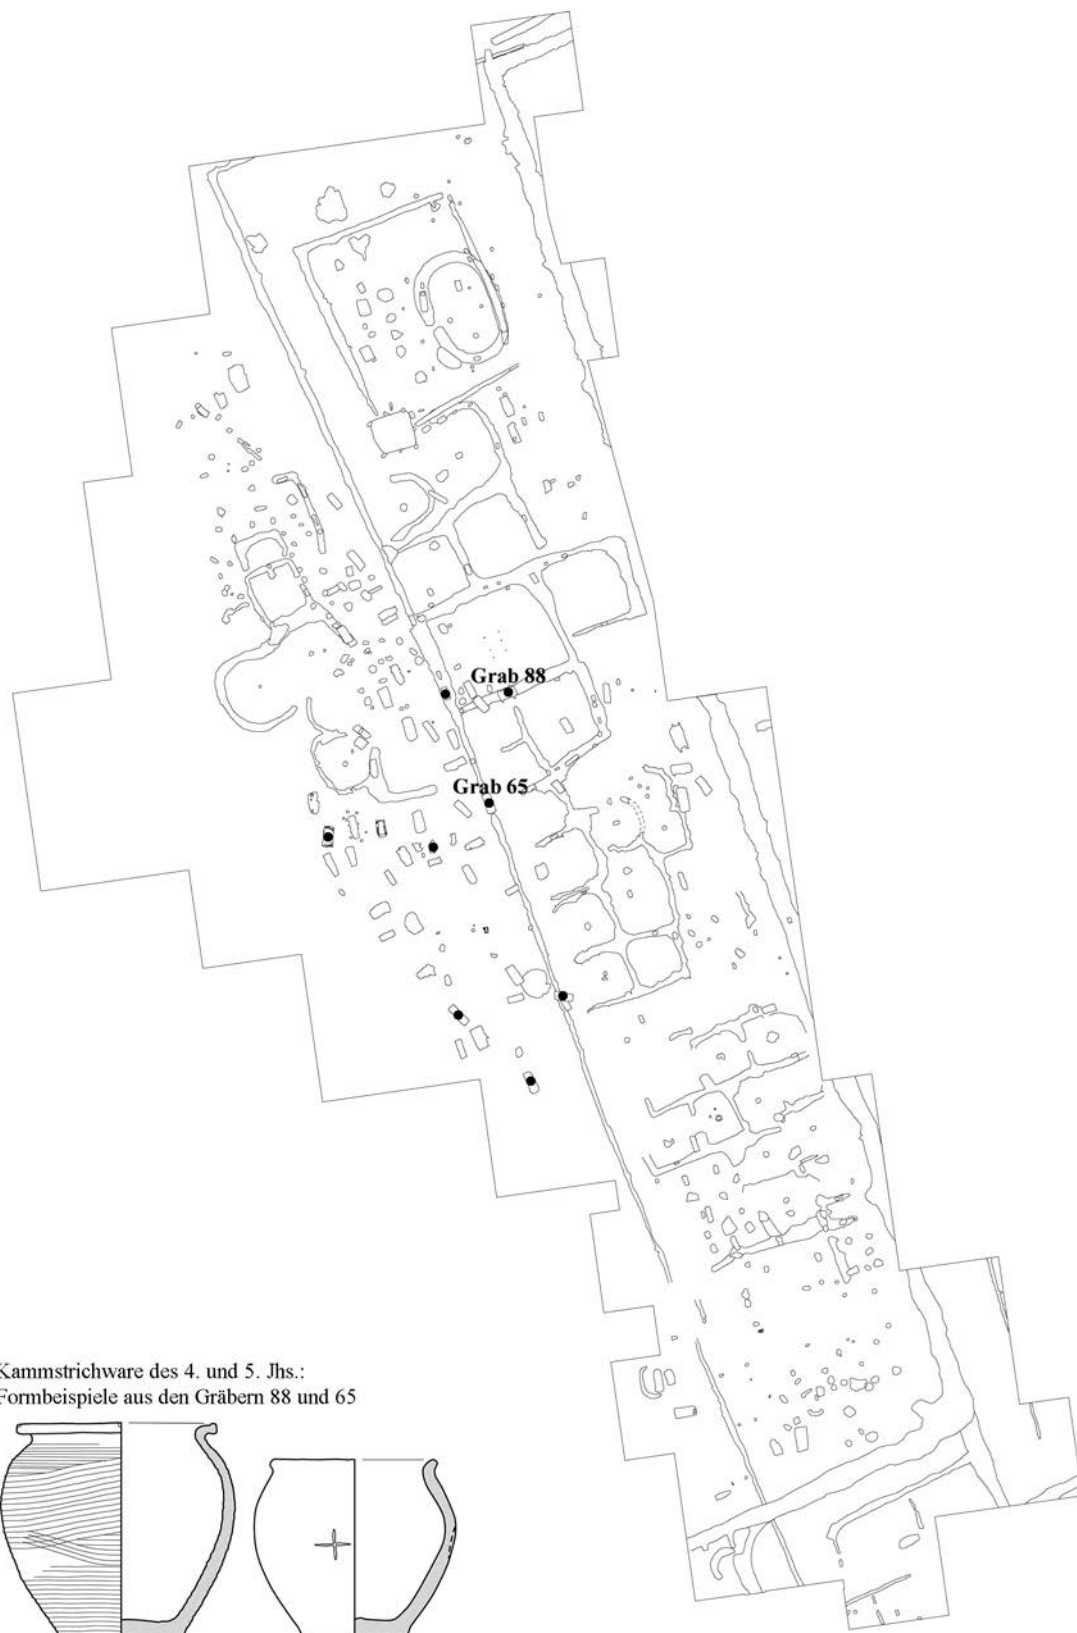 Grab 88
Grab 65
Kammstrichware des 4. und 5. Jhs.:
Formbeispiele aus den Gräbern 88 und 65